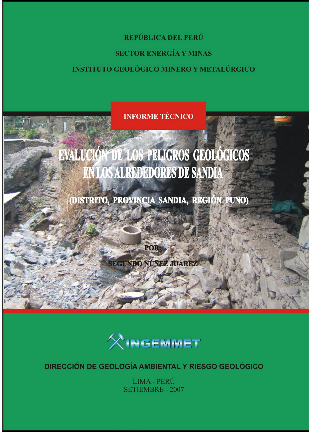 REPÚBLICA DEL PERÚ
SECTOR ENERGÍA Y MINAS
INSTITUTO GEOLÓGICO MINERO Y METALÚRGICO
INFORME TÉCNICO
EVALUCIÓN DE LOS PELIGROS GEOLÓGICOS
EN LOS ALREDEDORES DE SANDIA
(DISTRITO, PROVINCIA SANDIA, REGIÓN PUNO)
POR
SEGUNDO NÚÑEZ JUÁREZ
INGEMMET
DIRECCIÓN DE GEOLOGÍA AMBIENTAL Y RIESGO GEOLÓGICO
LIMA - PERÚ
SETIEMBRE - 2007